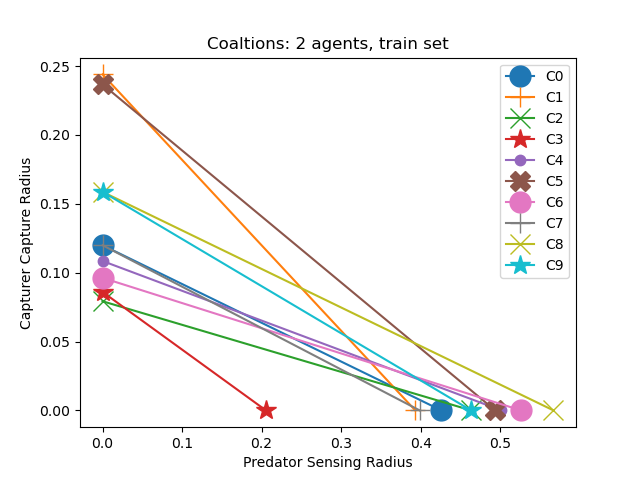 Coaltions: 2 agents, train set
0.25
0.20
0.15
0.10
0.05
0.00
Capturer Capture Radius
0.0 0.1 0.2 0.3 0.4 0.5
Predator Sensing Radius
C0
C1
C2
C3
C4
C5
C6
C7
C8
C9